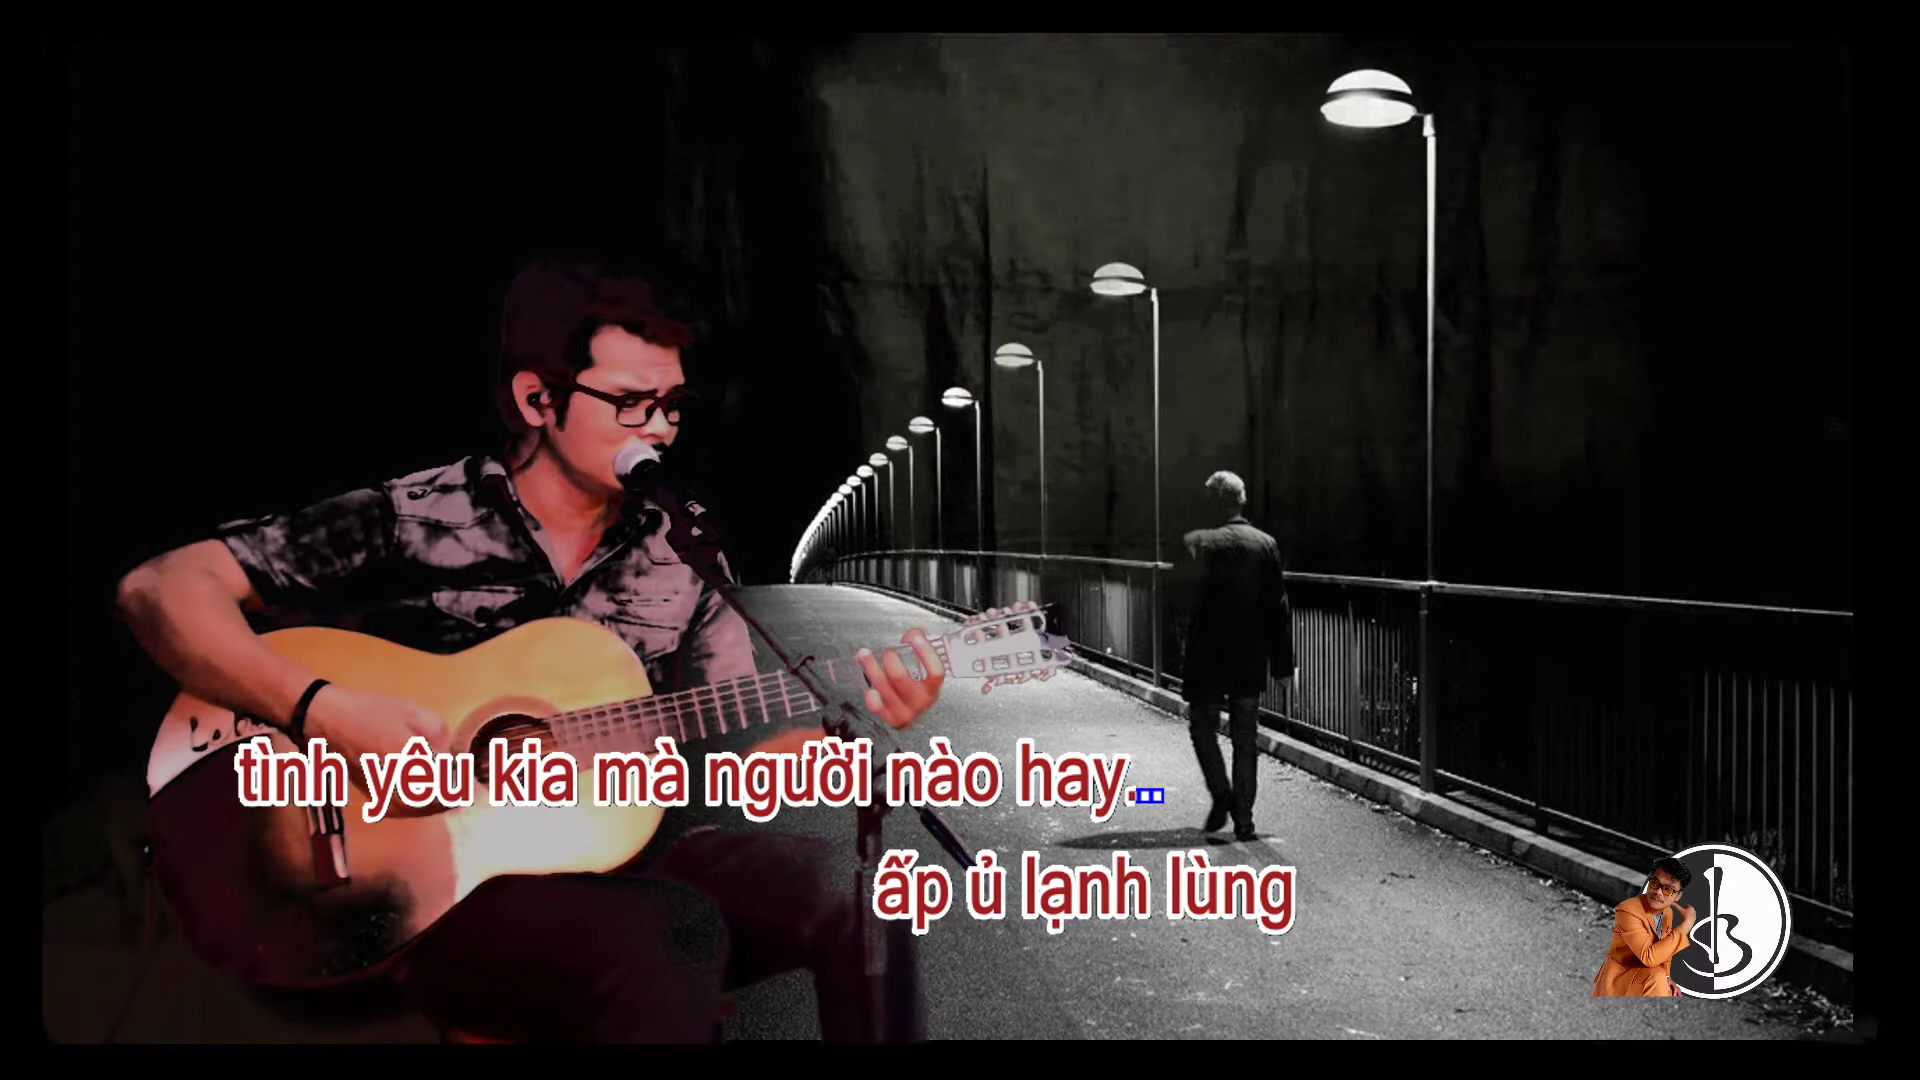 tình yêu kia mà người nào hay...
ấp ủ lạnh lùng